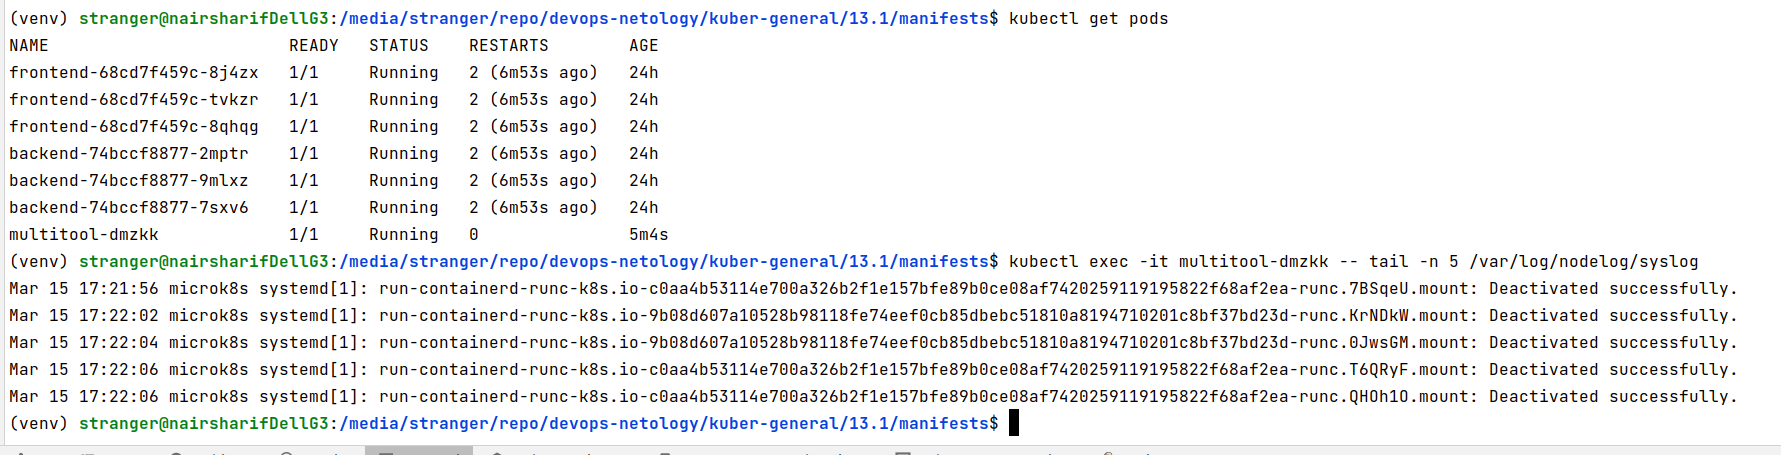 (venv) stranger@nairsharifDellG3:/media/stranger/repo/devops-netology/kuber-general/13.1/manifests$ kubectl get pods
NAME                        READY   STATUS    RESTARTS        AGE
frontend-68cd7f459c-8j4zx   1/1     Running   2 (6m53s ago)   24h
frontend-68cd7f459c-tvkzr   1/1     Running   2 (6m53s ago)   24h
frontend-68cd7f459c-8qhqg   1/1     Running   2 (6m53s ago)   24h
backend-74bccf8877-2mptr    1/1     Running   2 (6m53s ago)   24h
backend-74bccf8877-9mlxz    1/1     Running   2 (6m53s ago)   24h
backend-74bccf8877-7sxv6    1/1     Running   2 (6m53s ago)   24h
multitool-dmzkk             1/1     Running   0               5m4s
(venv) stranger@nairsharifDellG3:/media/stranger/repo/devops-netology/kuber-general/13.1/manifests$ kubectl exec -it multitool-dmzkk -- tail -n 5 /var/log/nodelog/syslog
Mar 15 17:21:56 microk8s systemd[1]: run-containerd-runc-k8s.io-c0aa4b53114e700a326b2f1e157bfe89b0ce08af7420259119195822f68af2ea-runc.7BSqeU.mount: Deactivated successfully.
Mar 15 17:22:02 microk8s systemd[1]: run-containerd-runc-k8s.io-9b08d607a10528b98118fe74eef0cb85dbebc51810a8194710201c8bf37bd23d-runc.KrNDkW.mount: Deactivated successfully.
Mar 15 17:22:04 microk8s systemd[1]: run-containerd-runc-k8s.io-9b08d607a10528b98118fe74eef0cb85dbebc51810a8194710201c8bf37bd23d-runc.0JwsGM.mount: Deactivated successfully.
Mar 15 17:22:06 microk8s systemd[1]: run-containerd-runc-k8s.io-c0aa4b53114e700a326b2f1e157bfe89b0ce08af7420259119195822f68af2ea-runc.T6QRyF.mount: Deactivated successfully.
Mar 15 17:22:06 microk8s systemd[1]: run-containerd-runc-k8s.io-c0aa4b53114e700a326b2f1e157bfe89b0ce08af7420259119195822f68af2ea-runc.QHOh1O.mount: Deactivated successfully.
(venv) stranger@nairsharifDellG3:/media/stranger/repo/devops-netology/kuber-general/13.1/manifests$